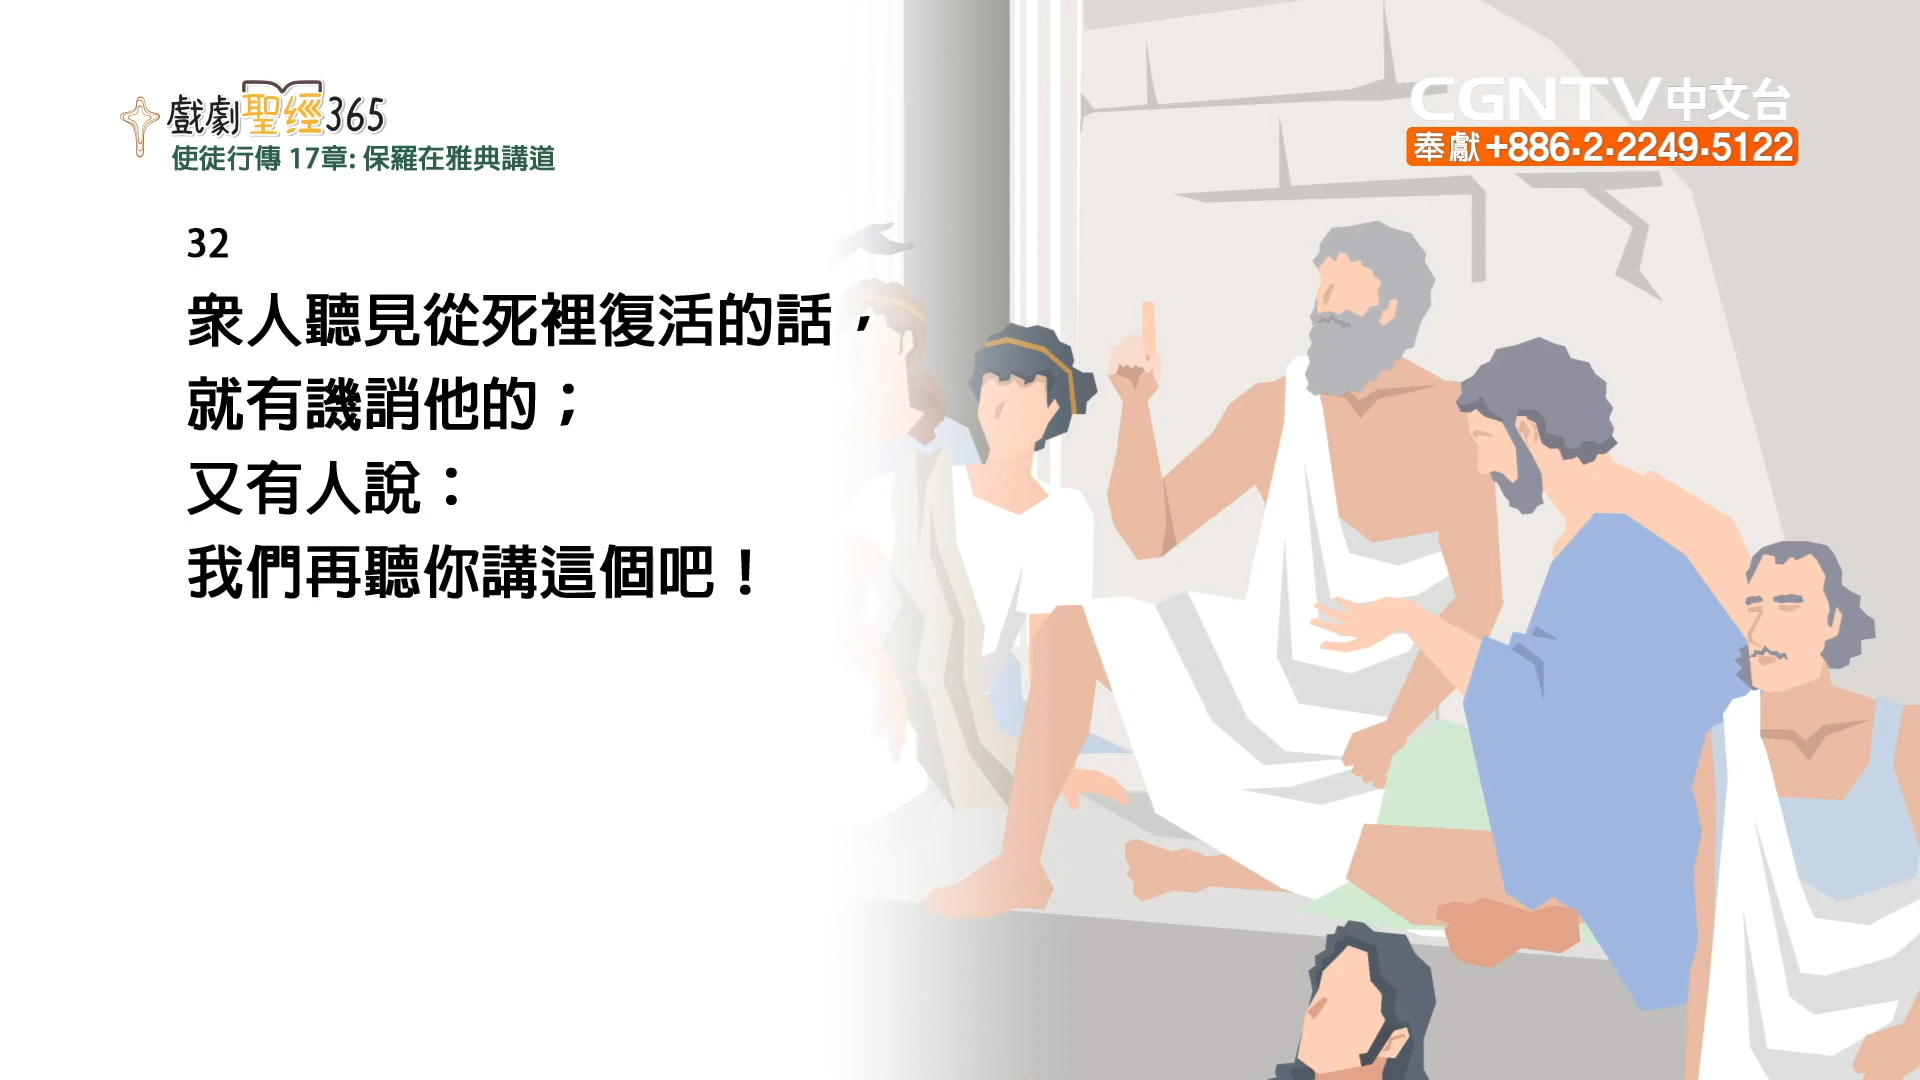 戲劇聖經365
使徒行傳 17章: 保羅在雅典講道
CGNTV中文台
奉獻 +886·2·2249·5122
32
衆人聽見從死裡復活的話，
就有譏誚他的；
又有人說：
我們再聽你講這個吧！